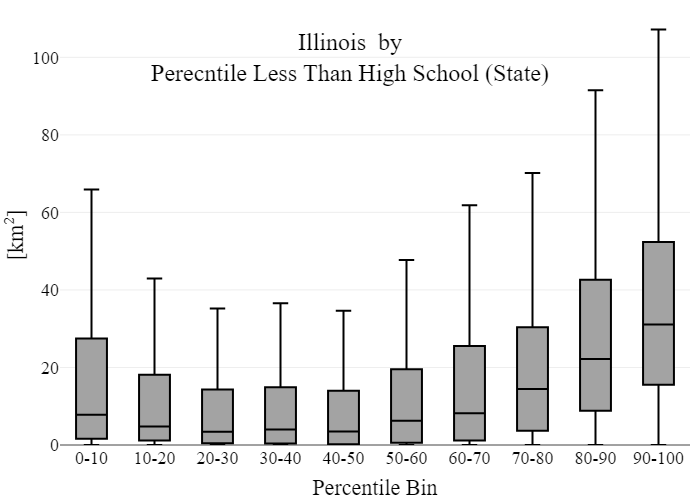 Illinois  by
Perecntile Less Than High School (State)
100
80
60
40
20
0
[km²]
0-10 10-20 20-30 30-40 40-50 50-60 60-70 70-80 80-90 90-100
Percentile Bin